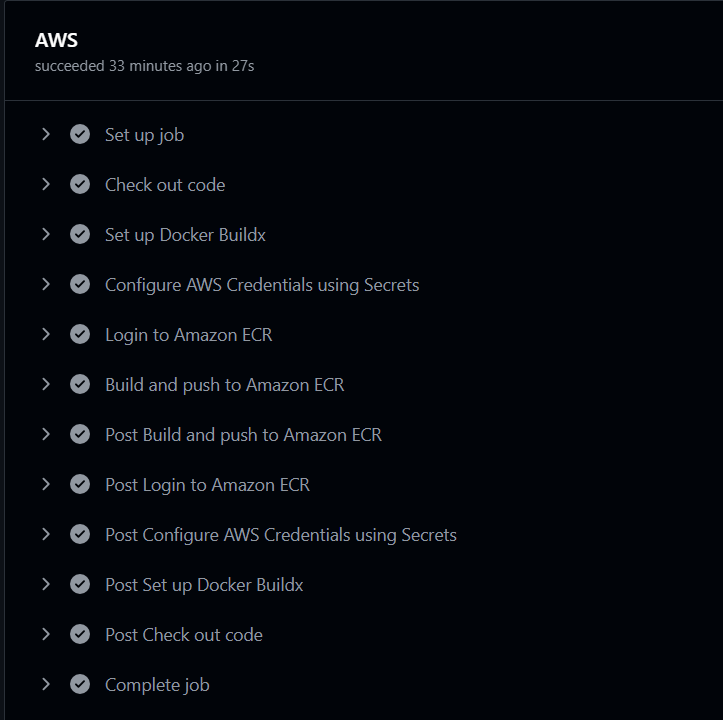 AWS
succeeded 33 minutes ago in 27s
Set up job
Check out code
Set up Docker Buildx
Configure AWS Credentials using Secrets
Login to Amazon ECR
Build and push to Amazon ECR
Post Build and push to Amazon ECR
Post Login to Amazon ECR
Post Configure AWS Credentials using Secrets
Post Set up Docker Buildx
Post Check out code
Complete job